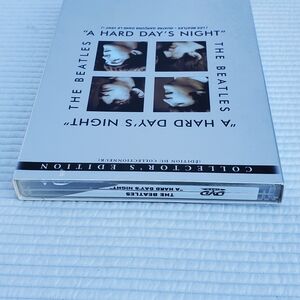 "A HARD DAY'S NIGHT"
THE BEATLES
THE BEATLES
"A HARD DAY'S NIGHT"
(ÉDITION DE COLLECTIONNEUR)
COLLECTOR'S EDITION
THE BEATLES
"A HARD DAY'S NIGHT"
DVD